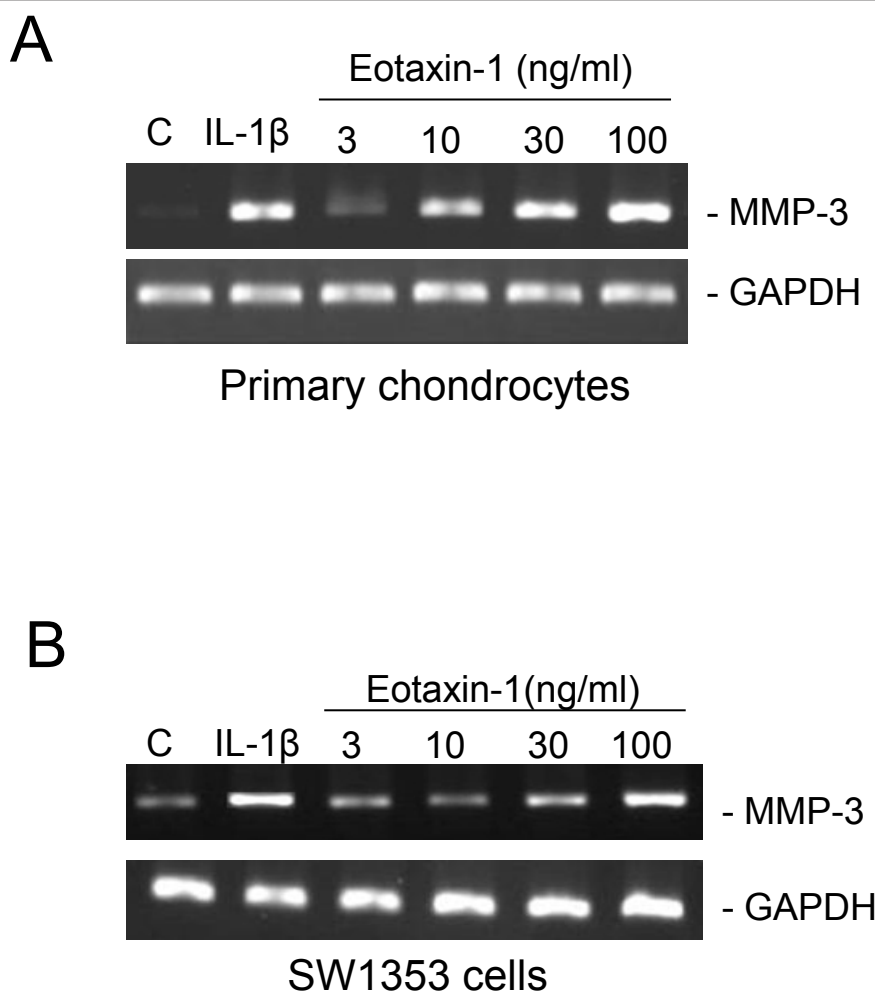 A
Eotaxin-1 (ng/ml)
C IL-1β 3 10 30 100
- MMP-3
- GAPDH
Primary chondrocytes
B
Eotaxin-1(ng/ml)
C IL-1β 3 10 30 100
- MMP-3
- GAPDH
SW1353 cells